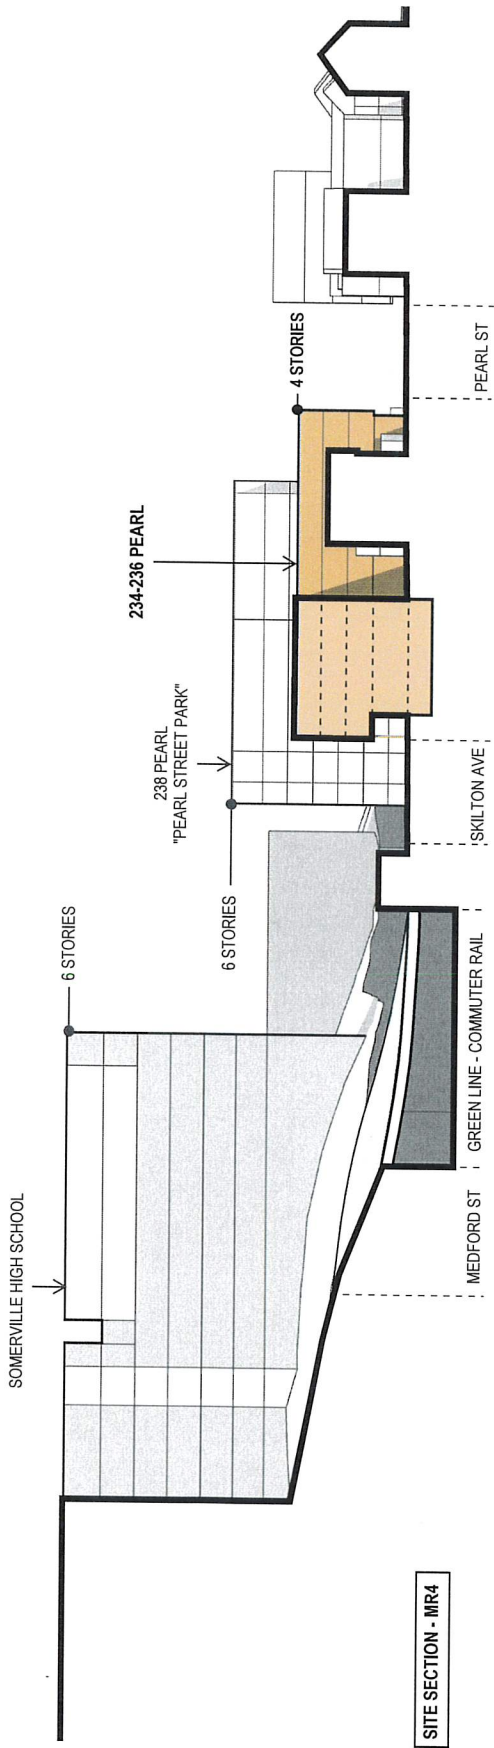 SOMERVILLE HIGH SCHOOL
6 STORIES
6 STORIES
238 PEARL
"PEARL STREET PARK"
234-236 PEARL
4 STORIES
MEDFORD ST
GREEN LINE - COMMUTER RAIL
SKILTON AVE
PEARL ST
SITE SECTION - MR4